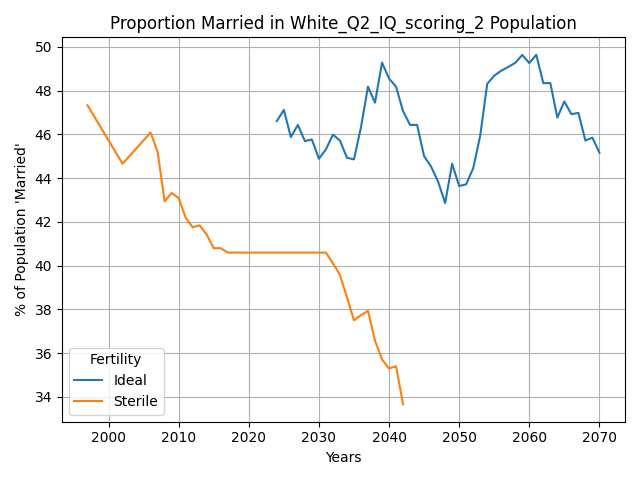 Proportion Married in White_Q2_IQ_scoring_2 Population
% of Population 'Married'
50
48
46
44
42
40
38
36
34
Fertility
Ideal
Sterile
2000 2010 2020 2030 2040 2050 2060 2070
Years